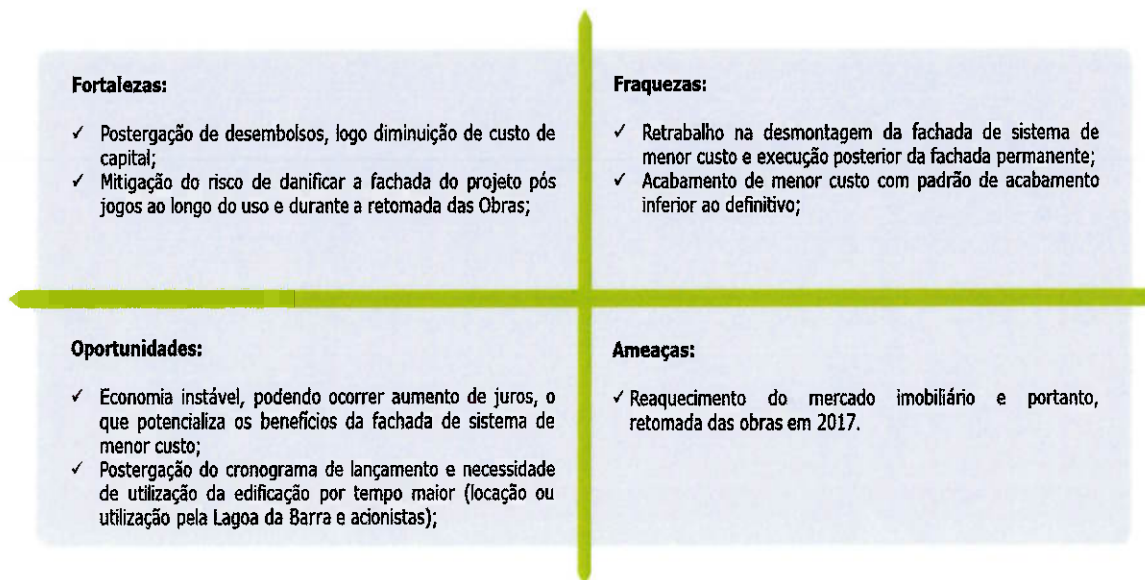 Fortalezas:
✓ Postergação de desembolsos, logo diminuição de custo de
capital;
✓ Mitigação do risco de danificar a fachada do projeto pós
jogos ao longo do uso e durante a retomada das Obras;
Fraquezas:
✓ Retrabalho na desmontagem da fachada de sistema de
menor custo e execução posterior da fachada permanente;
✓ Acabamento de menor custo com padrão de acabamento
inferior ao definitivo;
Oportunidades:
✓ Economia instável, podendo ocorrer aumento de juros, o
que potencializa os benefícios da fachada de sistema de
menor custo;
✓ Postergação do cronograma de lançamento e necessidade
de utilização da edificação por tempo maior (locação ou
utilização pela Lagoa da Barra e acionistas);
Ameaças:
✓ Reaquecimento do mercado imobiliário e portanto,
retomada das obras em 2017.